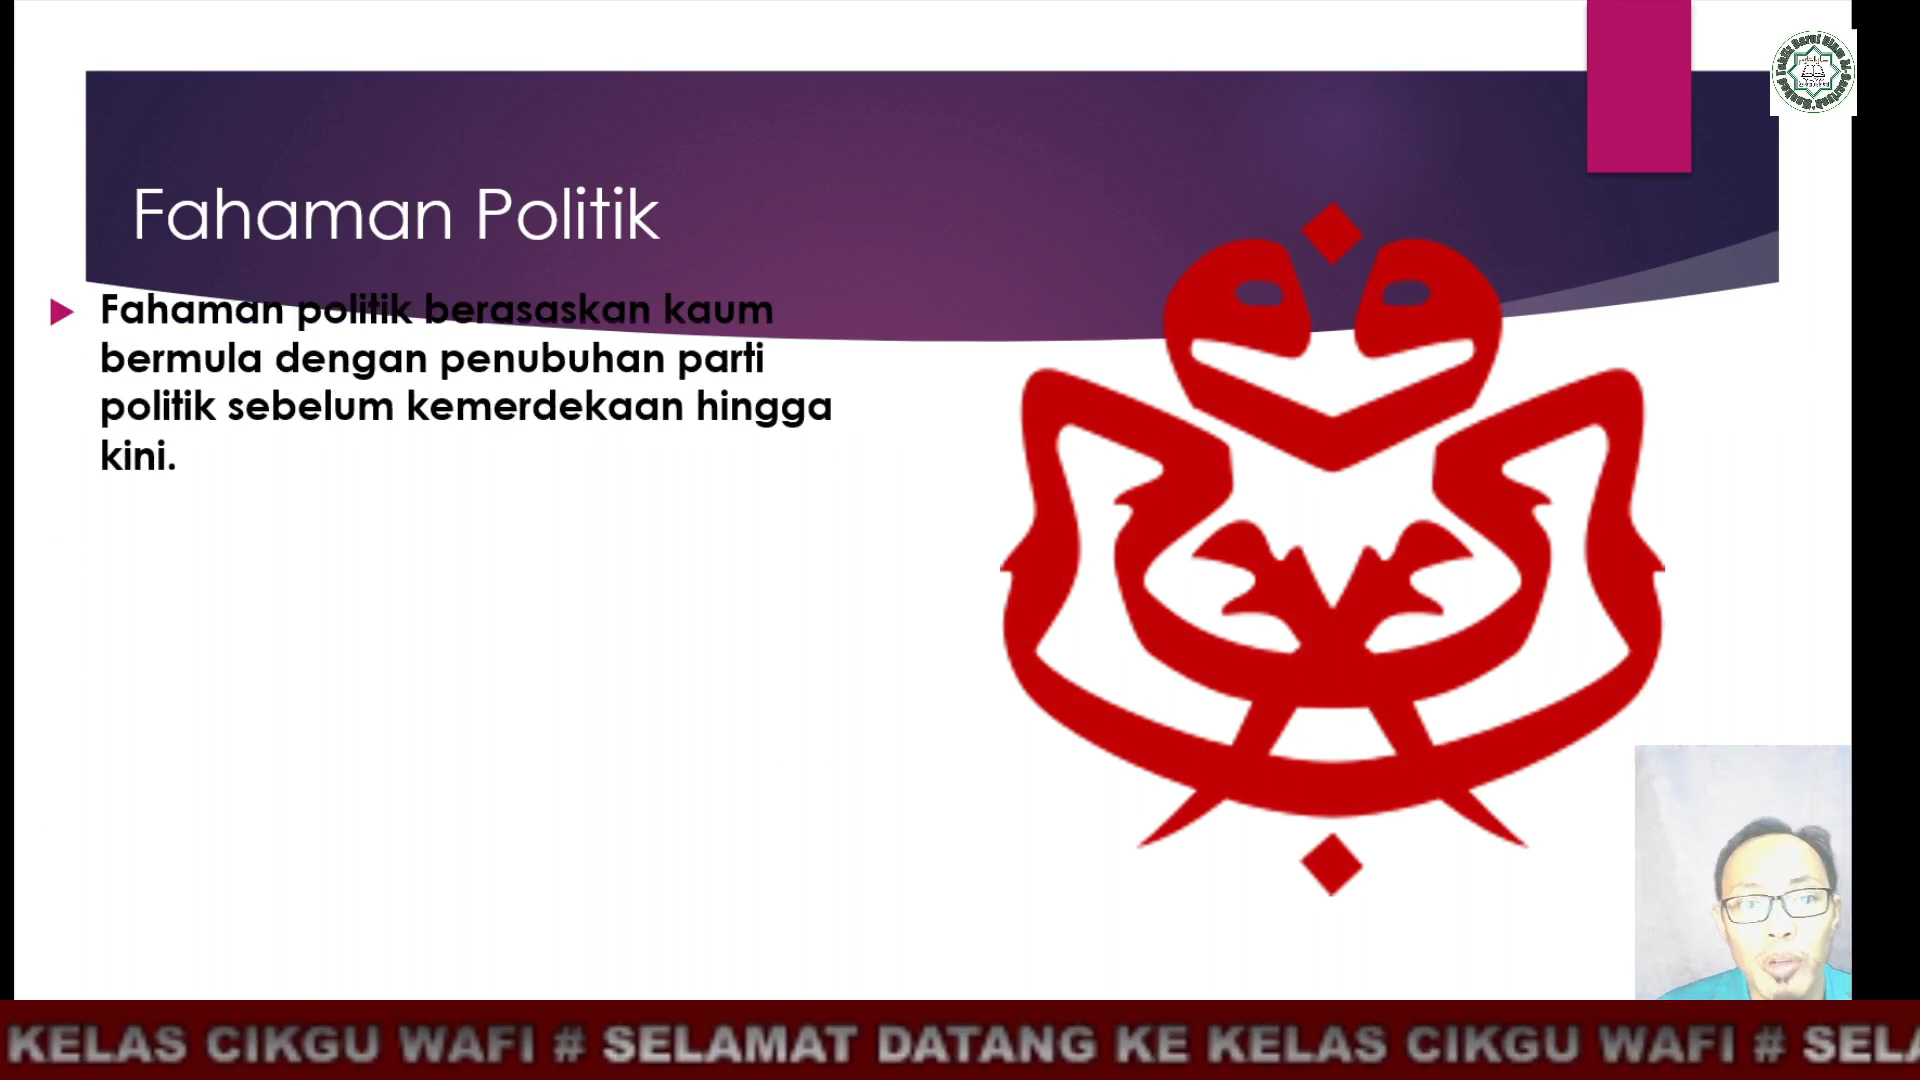 Fahaman Politik
Fahaman politik berasaskan kaum
bermula dengan penubuhan parti
politik sebelum kemerdekaan hingga
kini.
KELAS CIKGU WAFI # SELAMAT DATANG KE KELAS CIKGU WAFI # SELA